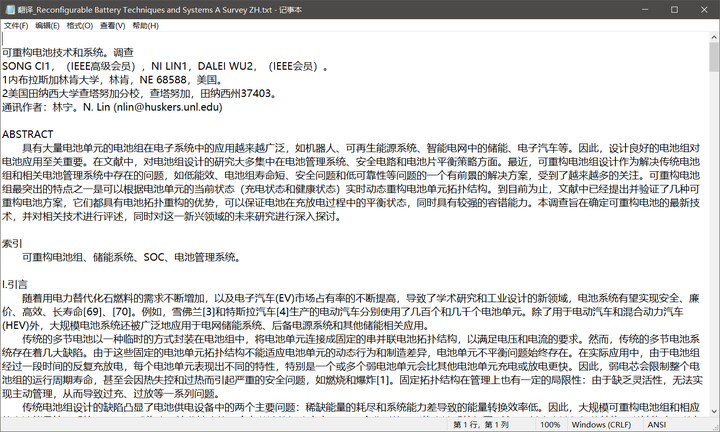 翻译_Reconfigurable Battery Techniques and Systems A Survey ZH.txt - 记事本
文件(F) 编辑(E) 格式(O) 查看(V) 帮助(H)
可重构电池技术和系统。调查
SONG CI1，（IEEE高级会员），NI LIN1，DALEI WU2，（IEEE会员）。
1内布拉斯加林肯大学，林肯，NE 68588，美国。
2美国田纳西大学查塔努加分校，查塔努加，田纳西州37403。
通讯作者：林宁。N. Lin (nlin@huskers.unl.edu)
ABSTRACT
具有大量电池单元的电池组在电子系统中的应用越来越广泛，如机器人、可再生能源系统、智能电网中的储能、电子汽车等。因此，设计良好的电池组对
电池应用至关重要。在文献中，对电池组设计的研究大多集中在电池管理系统、安全电路和电池片平衡策略方面。最近，可重构电池组设计作为解决传统电池
组和相关电池管理系统中存在的问题，如低能效、电池组寿命短、安全问题和低可靠性等问题的一个有前景的解决方案，受到了越来越多的关注。可重构电池
组最突出的特点之一是可以根据电池单元的当前状态（充电状态和健康状态）实时动态重构电池单元拓扑结构。到目前为止，文献中已经提出并验证了几种可
重构电池方案，它们都具有电池拓扑重构的优势，可以保证电池在充放电过程中的平衡状态，同时具有较强的容错能力。本调查旨在确定可重构电池的最新技
术，并对相关技术进行评述，同时对这一新兴领域的未来研究进行深入探讨。
索引
可重构电池组、储能系统、SOC、电池管理系统。
I.引言
随着用电力替代化石燃料的需求不断增加，以及电子汽车(EV)市场占有率的不断提高，导致了学术研究和工业设计的新领域，电池系统有望实现安全、廉
价、高效、长寿命[69]、[70]。例如，雪佛兰[3]和特斯拉汽车[4]生产的电动汽车分别使用了几百个和几千个电池单元。除了用于电动汽车和混合动力汽车
(HEV)外，大规模电池系统还被广泛地应用于电网储能系统、后备电源系统和其他储能相关应用。
传统的多节电池以一种临时的方式封装在电池组中，将电池单元连接成固定的串并联电池拓扑结构，以满足电压和电流的要求。然而，传统的多节电池系
统存在着几大缺陷。由于这些固定的电池单元拓扑结构不能适应电池单元的动态行为和制造差异，电池单元不平衡问题始终存在。在实际应用中，由于电池组
经过一段时间的反复充放电，每个电池单元表现出不同的特性，特别是一个或多个弱电池单元会比其他电池单元充电或放电更快。因此，弱电芯会限制整个电
池组的运行周期寿命，甚至会因热失控和过热而引起严重的安全问题，如燃烧和爆炸[1]。固定拓扑结构在管理上也有一定的局限性：由于缺乏灵活性，无法实
现主动管理，从而导致过充、过放等一系列问题。
传统电池组设计的缺陷凸显了电池供电设备中的两个主要问题：稀缺能量的耗尽和系统能力差导致的能量转换效率低。因此，大规模可重构电池组和相应
第 1 行，第 1 列 100% Windows (CRLF) ANSI